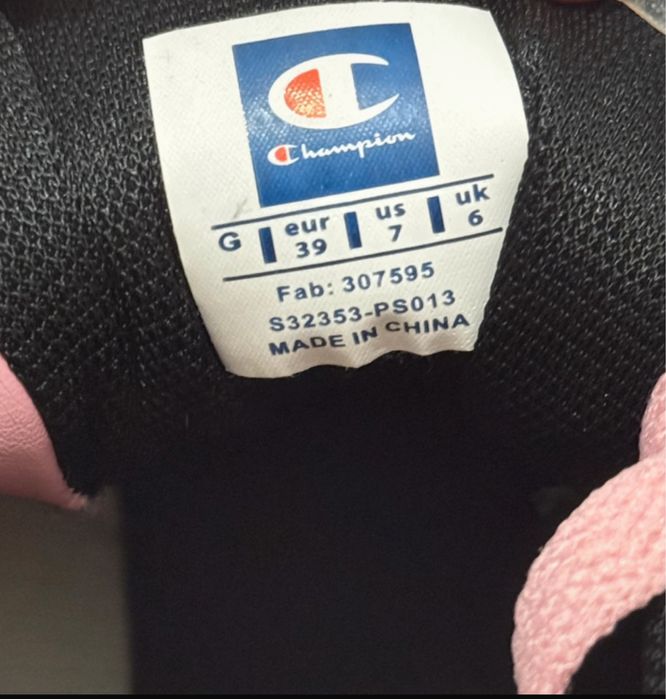 Champion
G eur us uk
39 7 6
Fab: 307595
S32353-PS013
MADE IN CHINA